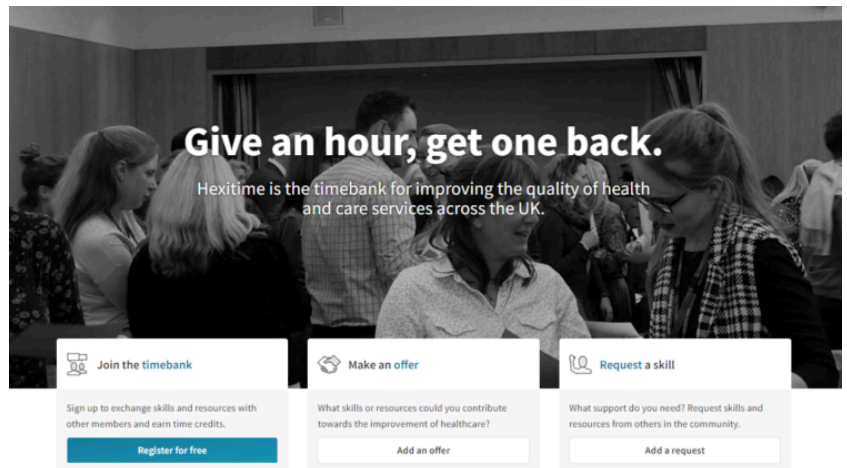 Give an hour, get one back.
Hexitime is the timebank for improving the quality of health
and care services across the UK.
Join the timebank
Sign up to exchange skills and resources with
other members and earn time credits.
Register for free
Make an offer
What skills or resources could you contribute
towards the improvement of healthcare?
Add an offer
Request a skill
What support do you need? Request skills and
resources from others in the community.
Add a request